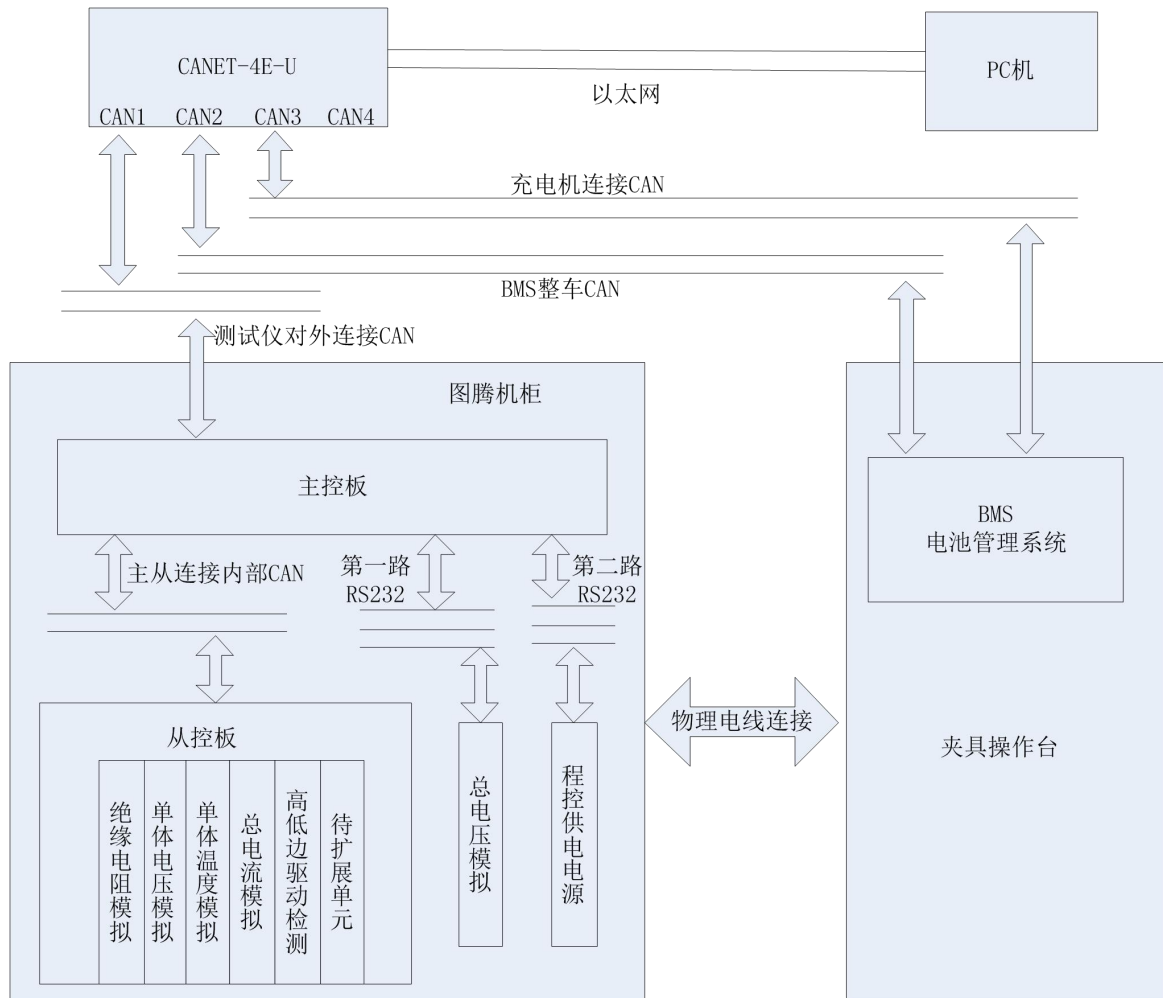 CANET-4E-U
CAN1 CAN2 CAN3 CAN4
PC机
以太网
充电机连接CAN
BMS整车CAN
测试仪对外连接CAN
图腾机柜
主控板
主从连接内部CAN
第一路
RS232
第二路
RS232
BMS
电池管理系统
从控板
绝缘电阻模拟
单体电压模拟
单体温度模拟
总电流模拟
高低边驱动检测
待扩展单元
总电压模拟
程控供电电源
物理电线连接
夹具操作台